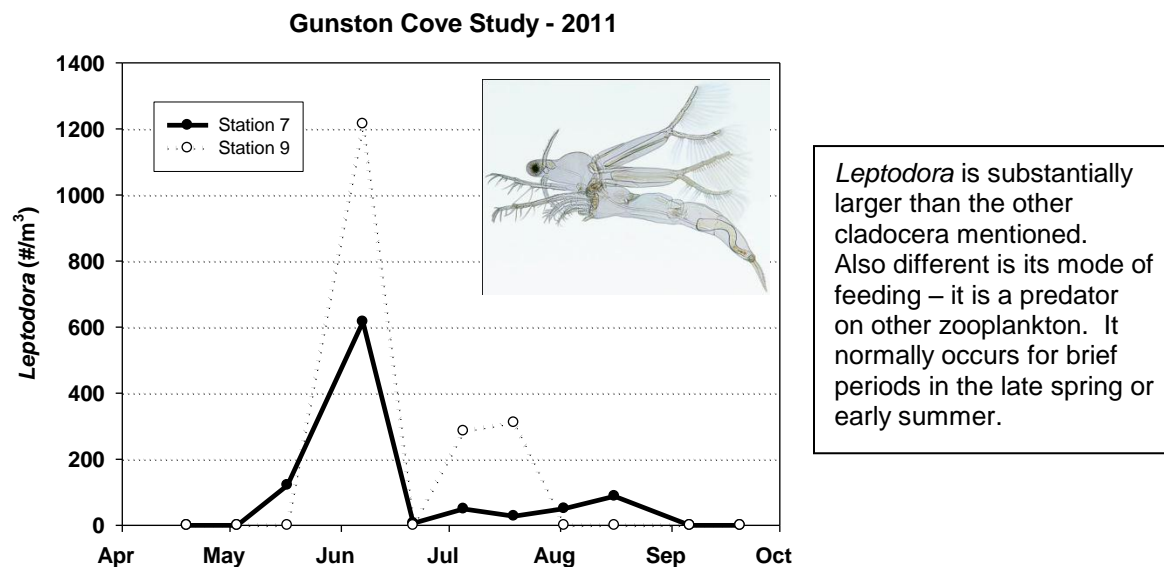 Gunston Cove Study - 2011
1400
1200
1000
800
600
400
200
0
Leptodora (#/m³)
Station 7
Station 9
Apr May Jun Jul Aug Sep Oct
Leptodora is substantially
larger than the other
cladocera mentioned.
Also different is its mode of
feeding – it is a predator
on other zooplankton. It
normally occurs for brief
periods in the late spring or
early summer.